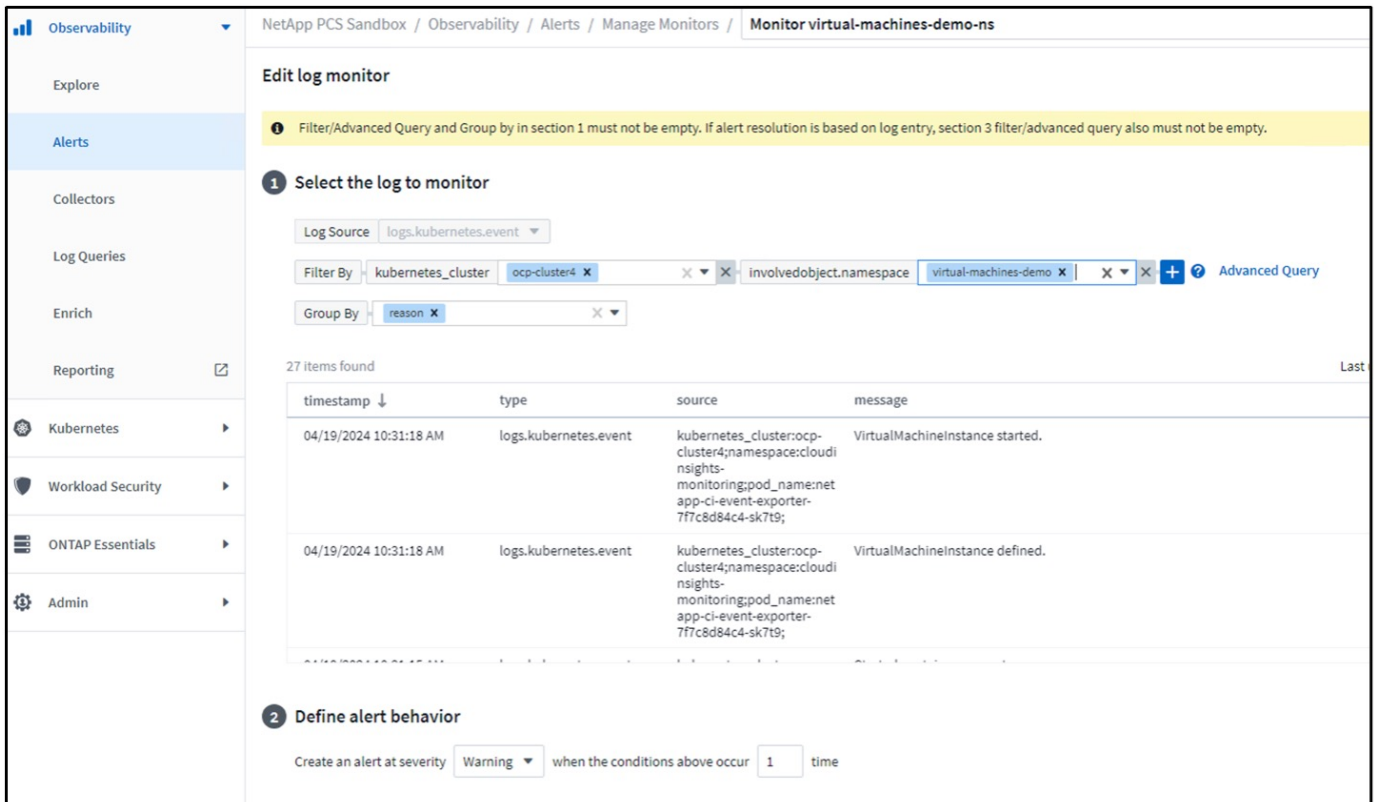 Observability
NetApp PCS Sandbox / Observability / Alerts / Manage Monitors / Monitor virtual-machines-demo-ns
Explore
Alerts
Collectors
Log Queries
Enrich
Reporting
Kubernetes
Workload Security
ONTAP Essentials
Admin
Edit log monitor
Filter/Advanced Query and Group by in section 1 must not be empty. If alert resolution is based on log entry, section 3 filter/advanced query also must not be empty.
1 Select the log to monitor
Log Source logs.kubernetes.event
Filter By kubernetes_cluster ocp-cluster4 X involvedobject.namespace virtual-machines-demo X + ? Advanced Query
Group By reason X
27 items found Last
timestamp ↓ type source message
04/19/2024 10:31:18 AM logs.kubernetes.event kubernetes_cluster:ocp- VirtualMachineInstance started.
cluster4;namespace:cloudi
nsights-
monitoring;pod_name:net
app-ci-event-exporter-
7f7c8d84c4-sk7t9;
04/19/2024 10:31:18 AM logs.kubernetes.event kubernetes_cluster:ocp- VirtualMachineInstance defined.
cluster4;namespace:cloudi
nsights-
monitoring;pod_name:net
app-ci-event-exporter-
7f7c8d84c4-sk7t9;
2 Define alert behavior
Create an alert at severity Warning when the conditions above occur 1 time